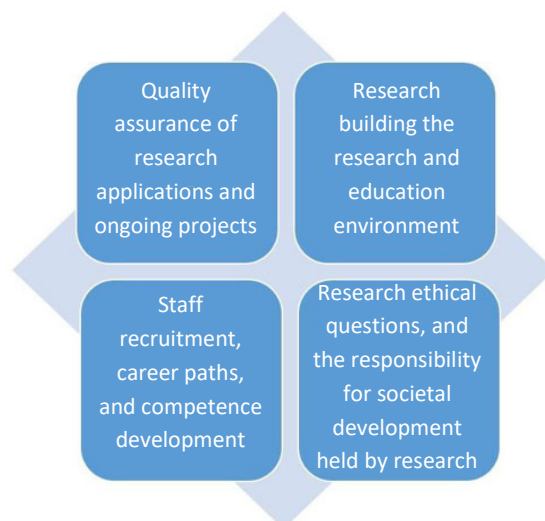 Quality
assurance of
research
applications and
ongoing projects
Research
building the
research and
education
environment
Staff
recruitment,
career paths,
and competence
development
Research ethical
questions, and
the responsibility
for societal
development
held by research